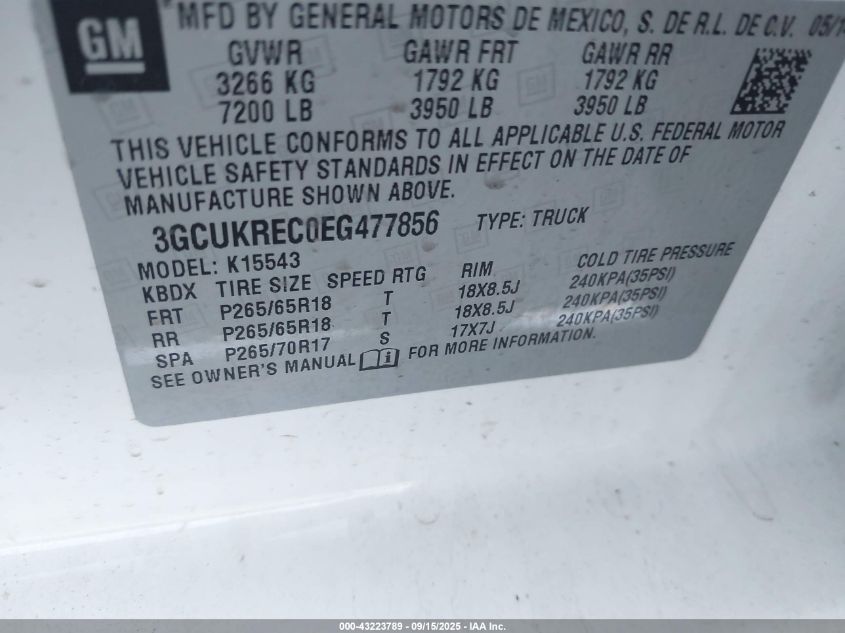 GM
MFD BY GENERAL MOTORS DE MEXICO, S. DE R.L. DE C.V. 05/14
GVWR GAWR FRT GAWR RR
3266 KG 1792 KG 1792 KG
7200 LB 3950 LB 3950 LB
THIS VEHICLE CONFORMS TO ALL APPLICABLE U.S. FEDERAL MOTOR
VEHICLE SAFETY STANDARDS IN EFFECT ON THE DATE OF
MANUFACTURE SHOWN ABOVE.
3GCUKREC0EG477856 TYPE: TRUCK
MODEL: K15543
KBDX TIRE SIZE SPEED RTG RIM COLD TIRE PRESSURE
FRT P265/65R18 T 18X8.5J 240KPA(35PSI)
RR P265/65R18 T 18X8.5J 240KPA(35PSI)
SPA P265/70R17 S 17X7J 240KPA(35PSI)
SEE OWNER'S MANUAL FOR MORE INFORMATION.
000-43223789 - 09/15/2025 - IAA Inc.